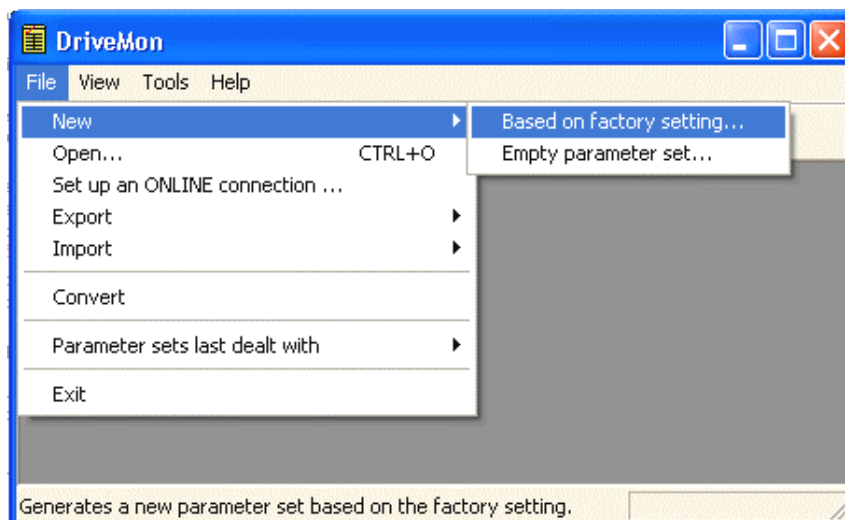 DriveMon
File View Tools Help
New
Based on factory setting...
Open... CTRL+O
Empty parameter set...
Set up an ONLINE connection ...
Export
Import
Convert
Parameter sets last dealt with
Exit
Generates a new parameter set based on the factory setting.